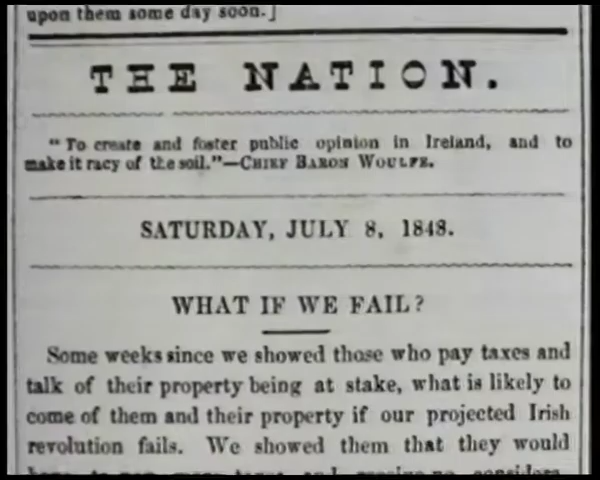 upon them some day soon.]
THE NATION.
"To create and foster public opinion in Ireland, and to
make it racy of the soil."—CHIEF BARON WOULFE.
SATURDAY, JULY 8, 1848.
WHAT IF WE FAIL?
Some weeks since we showed those who pay taxes and
talk of their property being at stake, what is likely to
come of them and their property if our projected Irish
revolution fails. We showed them that they would